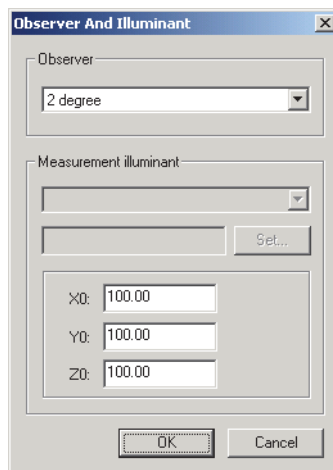 Observer And Illuminant
Observer
2 degree
Measurement illuminant
Set...
X0: 100.00
Y0: 100.00
Z0: 100.00
OK Cancel